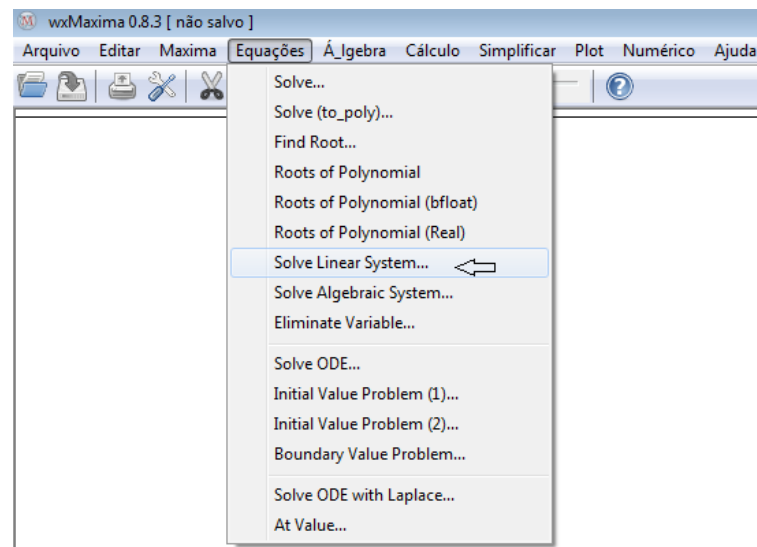 wxMaxima 0.8.3 [ não salvo ]
Arquivo Editar Maxima Equações Á_lgebra Cálculo Simplificar Plot Numérico Ajuda
Solve...
Solve (to_poly)...
Find Root...
Roots of Polynomial
Roots of Polynomial (bfloat)
Roots of Polynomial (Real)
Solve Linear System...
Solve Algebraic System...
Eliminate Variable...
Solve ODE...
Initial Value Problem (1)...
Initial Value Problem (2)...
Boundary Value Problem...
Solve ODE with Laplace...
At Value...